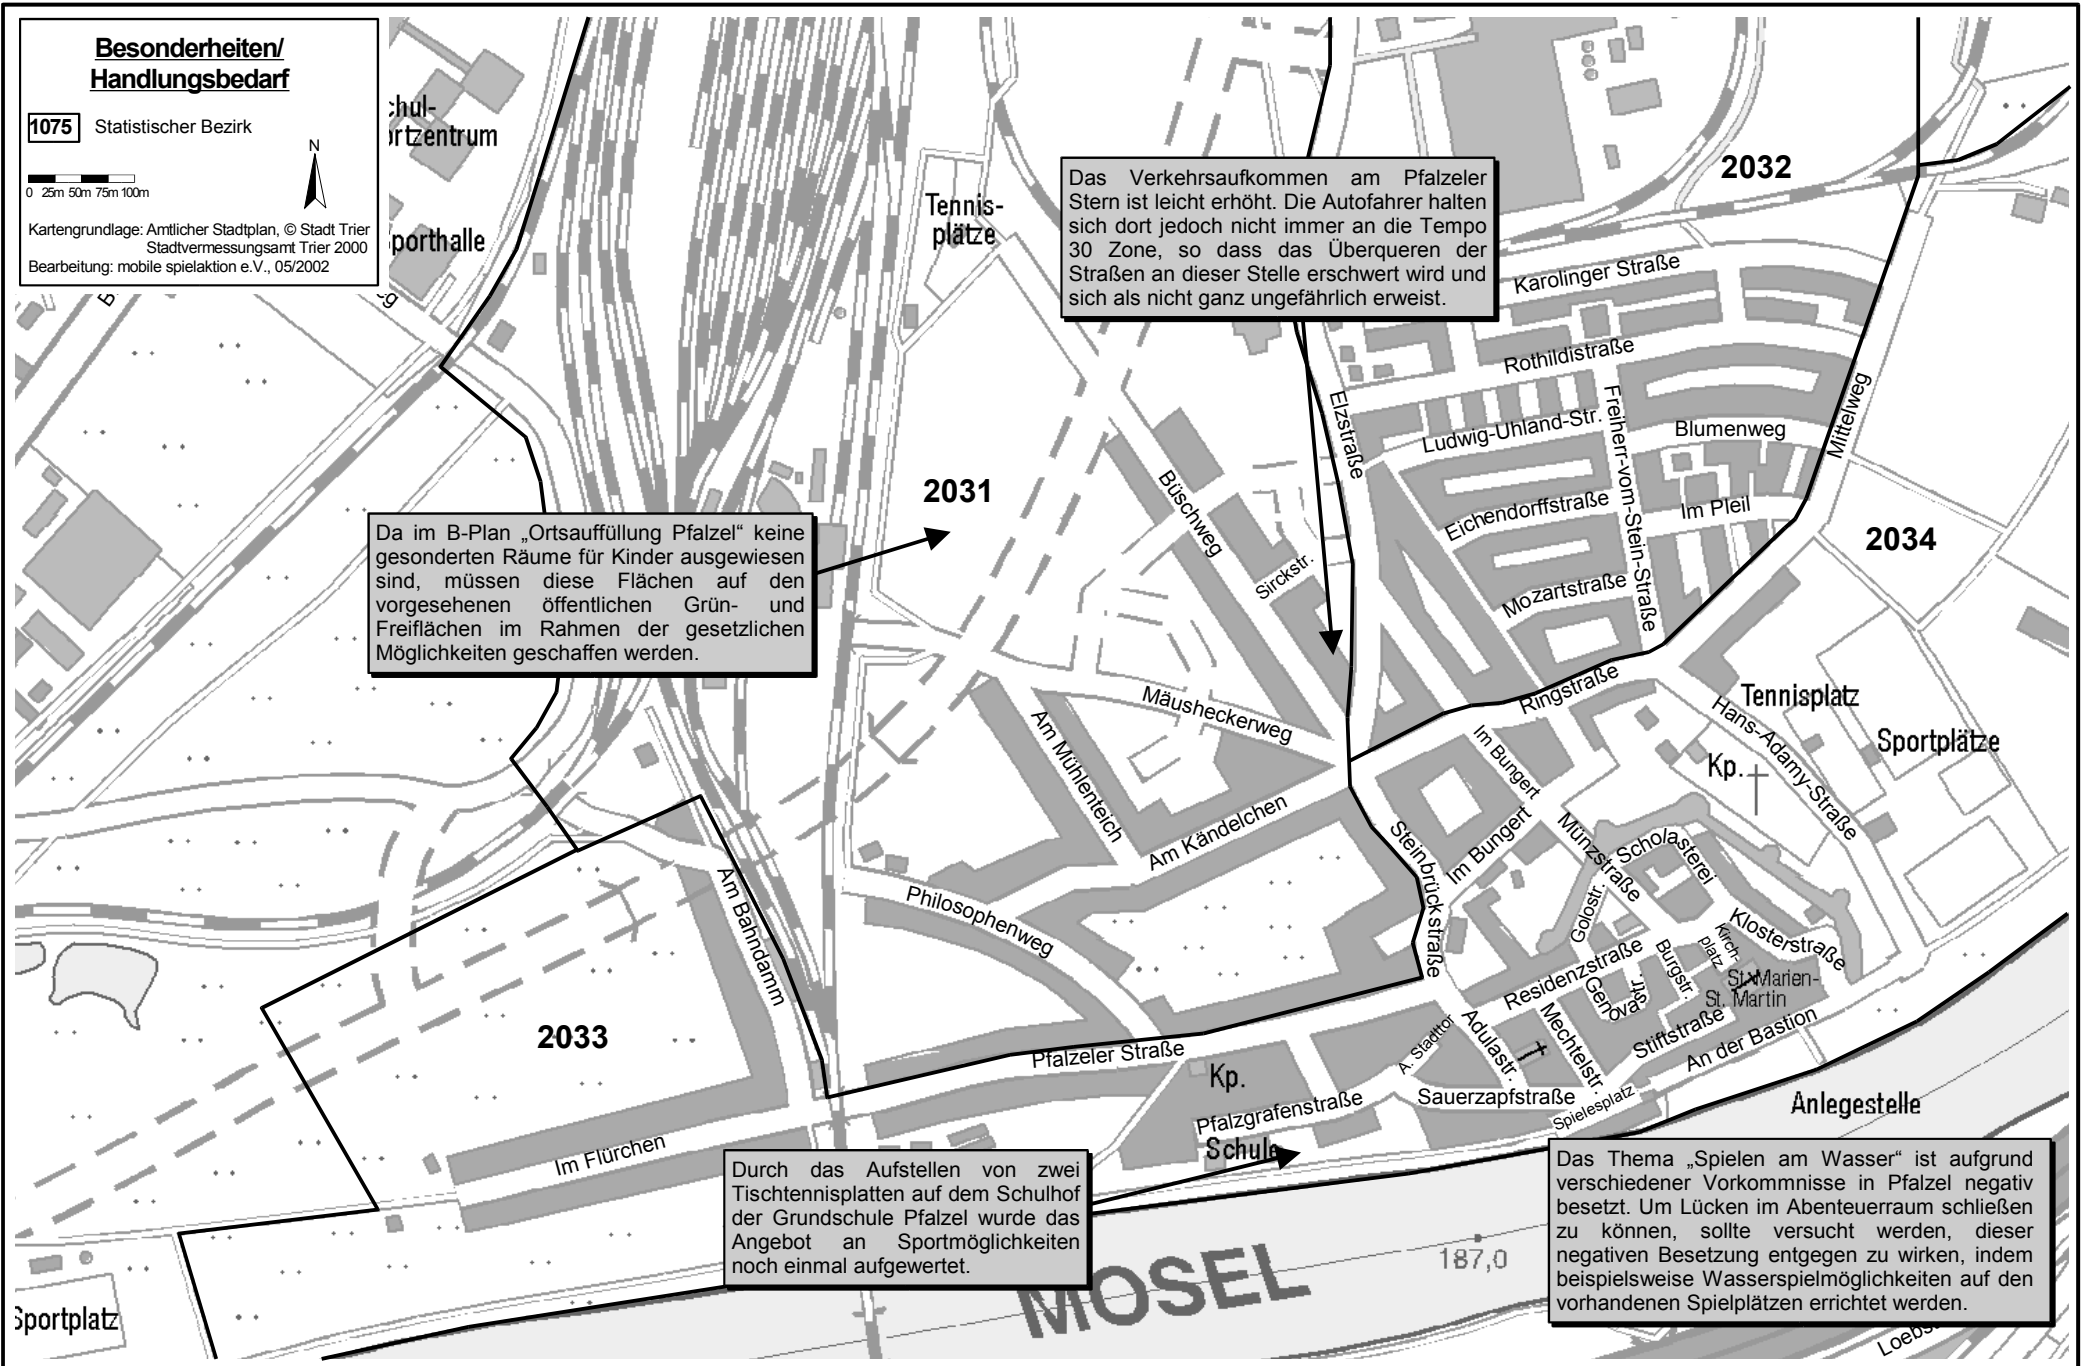 Besonderheiten/
Handlungsbedarf
1075 Statistischer Bezirk
N
0 25m 50m 75m 100m
Kartengrundlage: Amtlicher Stadtplan, © Stadt Trier
Stadtvermessungsamt Trier 2000
Bearbeitung: mobile spielaktion e.V., 05/2002
chul-
ortzentrum
porthalle
Tennis-
plätze
Das Verkehrsaufkommen am Pfalzeler
Stern ist leicht erhöht. Die Autofahrer halten
sich dort jedoch nicht immer an die Tempo
30 Zone, so dass das Überqueren der
Straßen an dieser Stelle erschwert wird und
sich als nicht ganz ungefährlich erweist.
2032
Karolinger Straße
Rothildistraße
Elzstraße
Ludwig-Uhland-Str.
Freiherr-vom-Stein-Straße
Blumenweg
Mittelweg
Eichendorffstraße
Im Pleil
Mozartstraße
2034
2031
Büschweg
Sirckstr.
Da im B-Plan „Ortsauffüllung Pfalzel“ keine
gesonderten Räume für Kinder ausgewiesen
sind, müssen diese Flächen auf den
vorgesehenen öffentlichen Grün- und
Freiflächen im Rahmen der gesetzlichen
Möglichkeiten geschaffen werden.
Mäusheckerweg
Am Mühlenteich
Ringstraße
Tennisplatz
Hans-Adamy-Straße
Sportplätze
Kp.
Im Bungert
Im Bungert
Am Kändelchen
Steinbrückstraße
Münzstraße
Scholasterei
Golostr.
Klosterstraße
Philosophenweg
Am Bahndamm
Residenzstraße
Burgstr.
Kirch-
platz
St. Marien-
St. Martin
Genovastr.
Mechtelstr.
Stiftstraße
An der Bastion
2033
Pfalzeler Straße
A. Stadttor
Adulastr.
Kp.
Pfalzgrafenstraße
Sauerzapfstraße
Spielesplatz
Anlegestelle
Schule
Im Flürchen
Durch das Aufstellen von zwei
Tischtennisplatten auf dem Schulhof
der Grundschule Pfalzel wurde das
Angebot an Sportmöglichkeiten
noch einmal aufgewertet.
Das Thema „Spielen am Wasser“ ist aufgrund
verschiedener Vorkommnisse in Pfalzel negativ
besetzt. Um Lücken im Abenteuerraum schließen
zu können, sollte versucht werden, dieser
negativen Besetzung entgegen zu wirken, indem
beispielsweise Wasserspielmöglichkeiten auf den
vorhandenen Spielplätzen errichtet werden.
MOSEL
187,0
Sportplatz